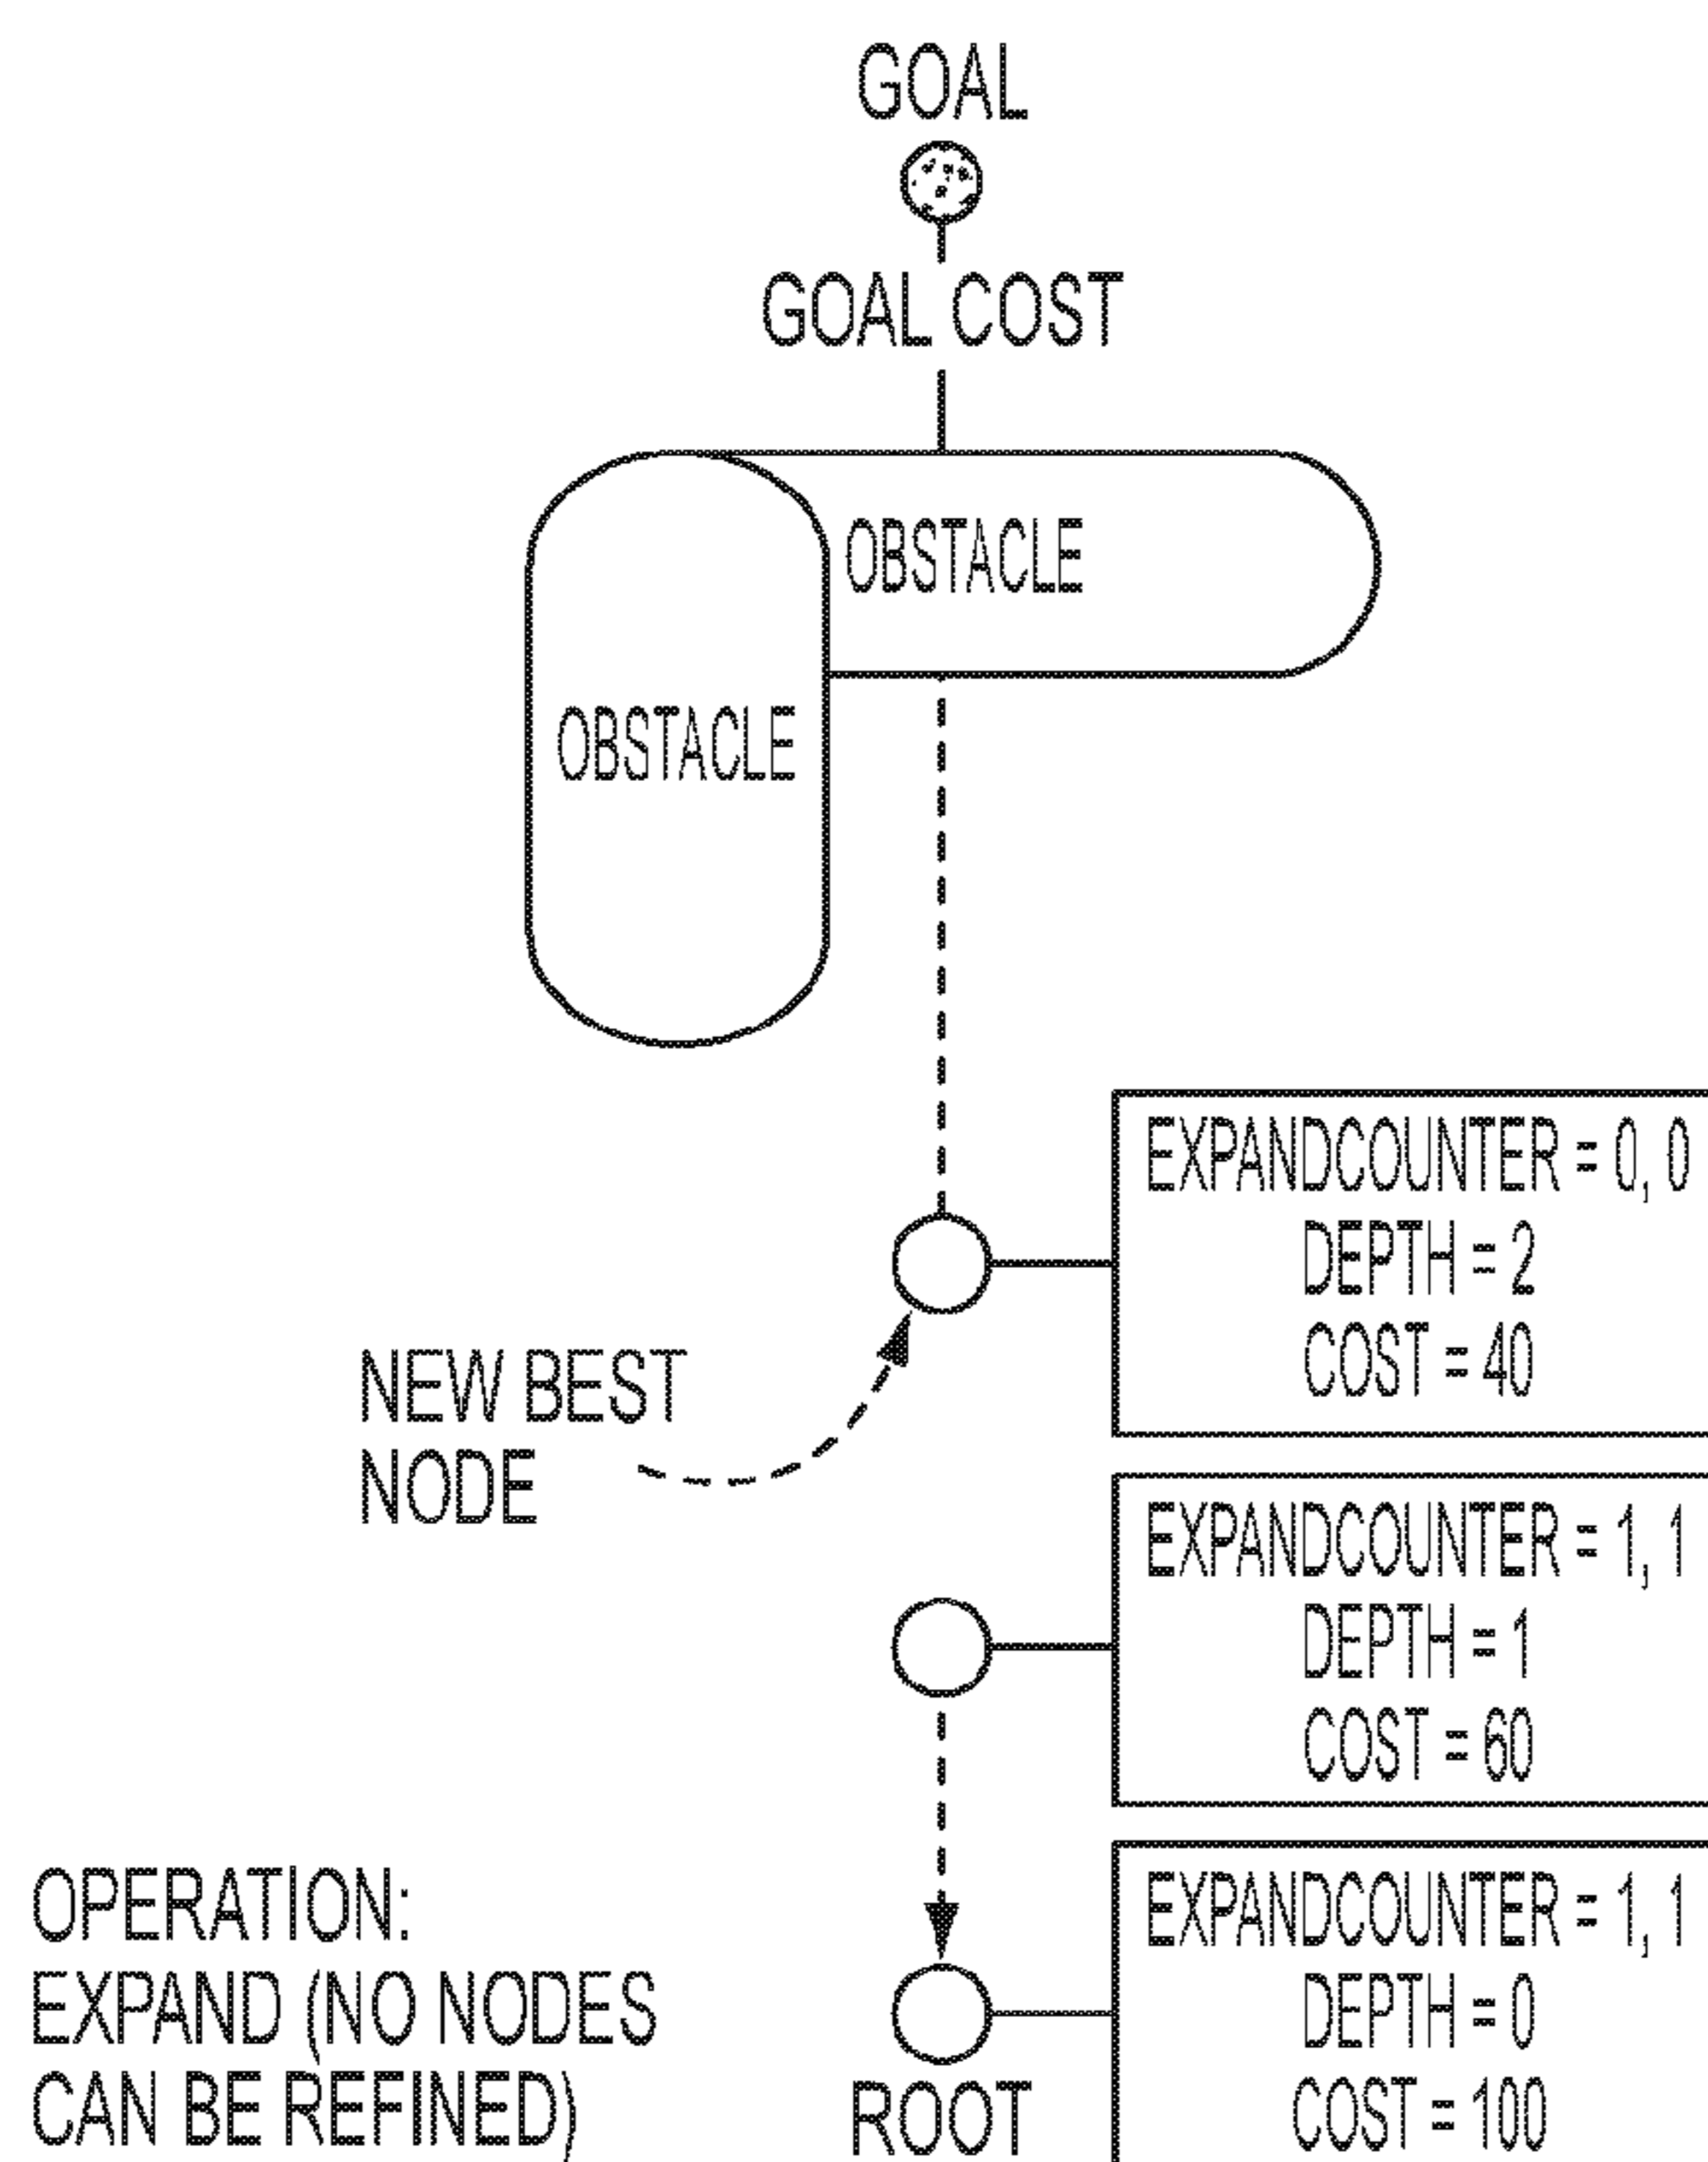 GOAL
GOAL COST
OBSTACLE
OBSTACLE
EXPANDCOUNTER = 0, 0
DEPTH = 2
COST = 40
NEW BEST
NODE
EXPANDCOUNTER = 1, 1
DEPTH = 1
COST = 60
OPERATION:
EXPAND (NO NODES
CAN BE REFINED)
EXPANDCOUNTER = 1, 1
DEPTH = 0
COST = 100
ROOT